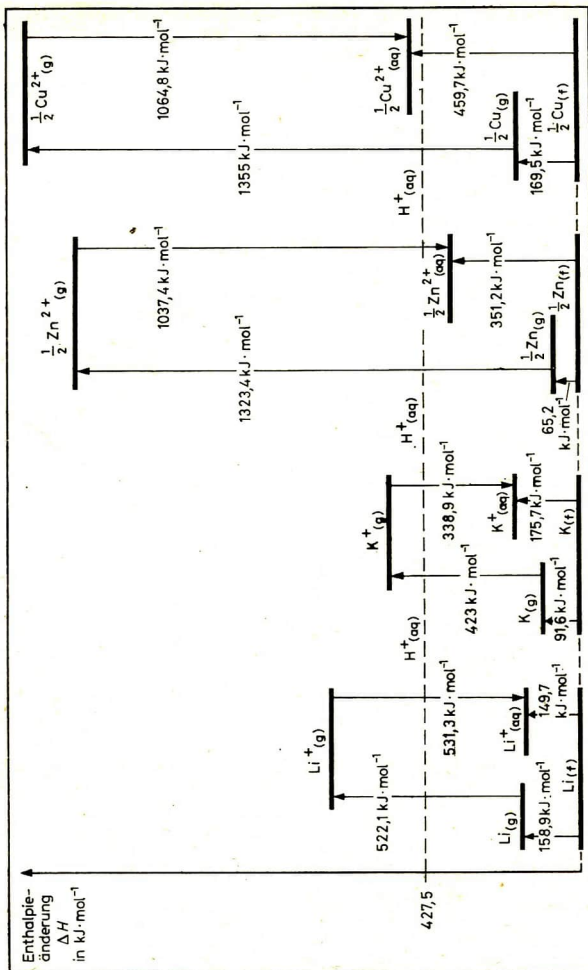 Enthalpie-
änderung
ΔH
in kJ·mol⁻¹
427,5
Li⁺(g)
522,1 kJ·mol⁻¹
531,3 kJ·mol⁻¹
Li(g)
Li⁺(aq)
158,9 kJ·mol⁻¹
149,7
kJ·mol⁻¹
Li(f)
H⁺(aq)
K⁺(g)
423 kJ·mol⁻¹
338,9 kJ·mol⁻¹
K(g)
K⁺(aq)
91,6 kJ·mol⁻¹
175,7 kJ·mol⁻¹
K(f)
H⁺(aq)
½ Zn²⁺(g)
1323,4 kJ·mol⁻¹
1037,4 kJ·mol⁻¹
½ Zn²⁺(aq)
½ Zn(g)
65,2
kJ·mol⁻¹
351,2 kJ·mol⁻¹
½ Zn(f)
H⁺(aq)
½ Cu²⁺(g)
1355 kJ·mol⁻¹
1064,8 kJ·mol⁻¹
½ Cu²⁺(aq)
½ Cu(g)
169,5 kJ·mol⁻¹
459,7 kJ·mol⁻¹
½ Cu(f)